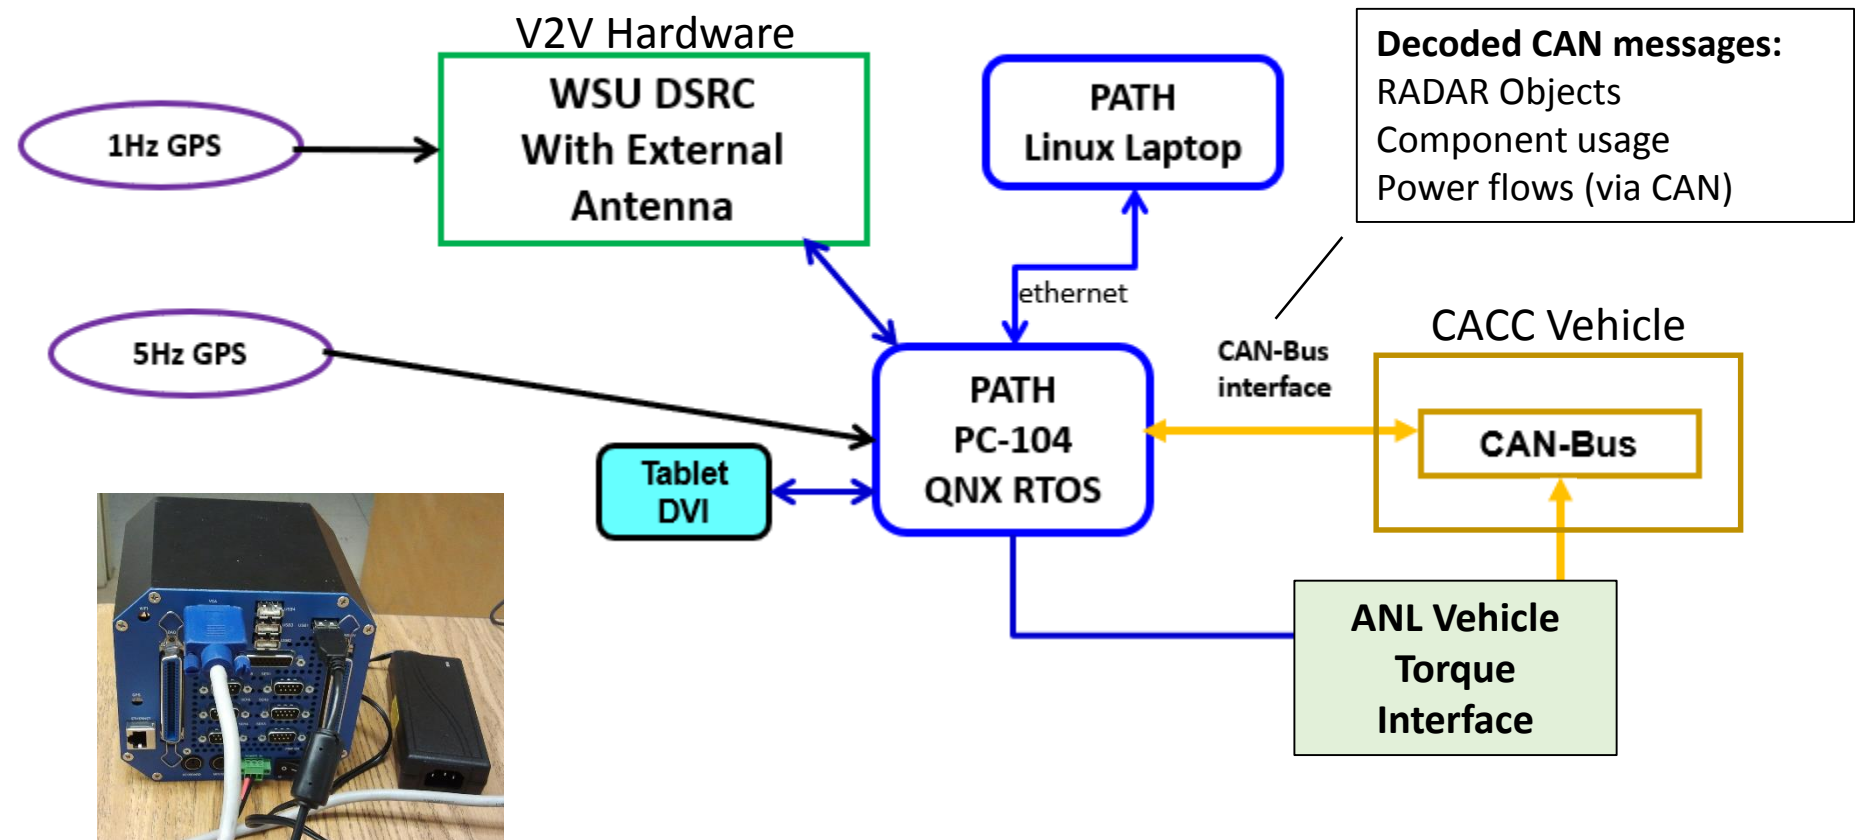 V2V Hardware
WSU DSRC
With External
Antenna
1Hz GPS
PATH
Linux Laptop
Decoded CAN messages:
RADAR Objects
Component usage
Power flows (via CAN)
ethernet
5Hz GPS
CAN-Bus
interface
CACC Vehicle
PATH
PC-104
QNX RTOS
CAN-Bus
Tablet
DVI
ANL Vehicle
Torque
Interface
VGA
ETHERNET